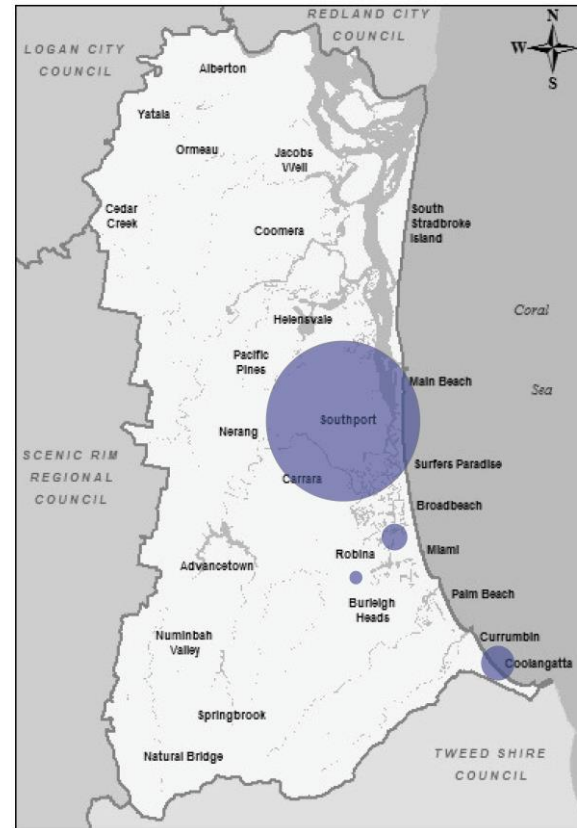 REDLAND CITY
COUNCIL
N
W
E
S
LOGAN CITY
COUNCIL
Alberton
Yatala
Ormeau
Jacobs
Well
Cedar
Creek
South
Stradbroke
Island
Coomera
Coral
Sea
Helensvale
Pacific
Pines
Main Beach
Southport
Nerang
SCENIC RIM
REGIONAL
COUNCIL
Surfers Paradise
Carrara
Broadbeach
Robina
Miami
Advancetown
Palm Beach
Burleigh
Heads
Numinbah
Valley
Currumbin
Coolangatta
Springbrook
Natural Bridge
TWEED SHIRE
COUNCIL